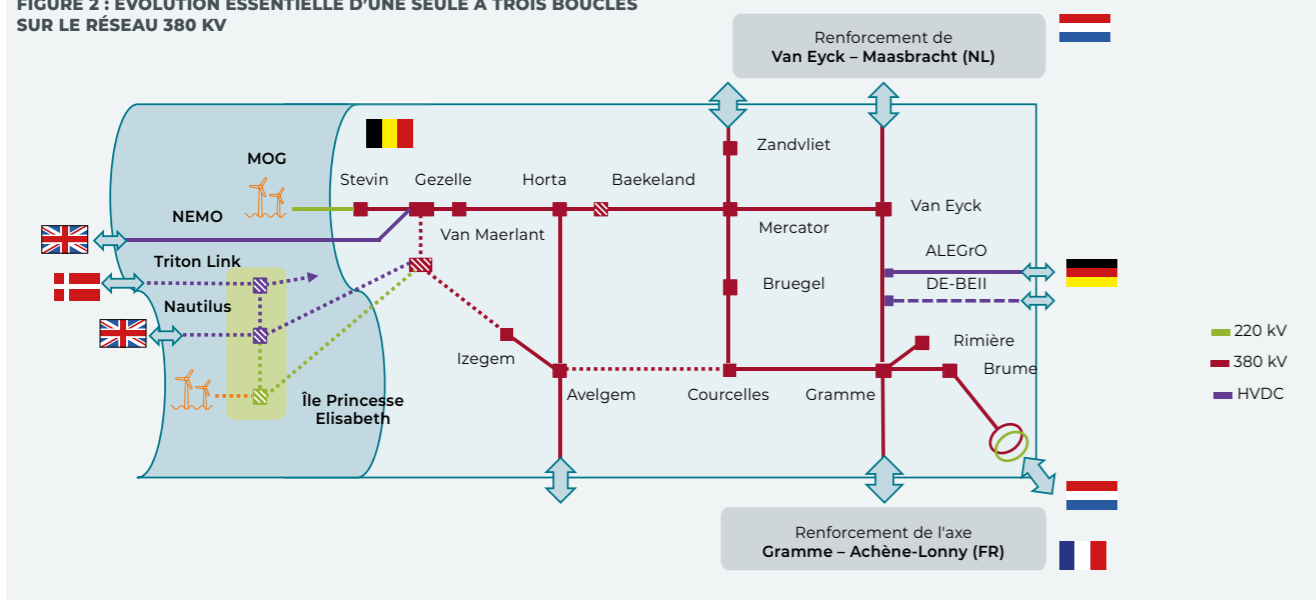 FIGURE 2 : ÉVOLUTION ESSENTIELLE D'UNE SEULE À TROIS BOUCLES
SUR LE RÉSEAU 380 KV
Renforcement de
Van Eyck – Maasbracht (NL)
MOG
Stevin
Gezelle
Horta
Baekeland
Zandvliet
NEMO
Van Maerlant
Mercator
Van Eyck
Triton Link
ALEGrO
Nautilus
Bruegel
DE-BEII
220 kV
380 kV
HVDC
Izegem
Rimière
Brume
Île Princesse
Elisabeth
Avelgem
Courcelles
Gramme
Renforcement de l'axe
Gramme – Achène-Lonny (FR)